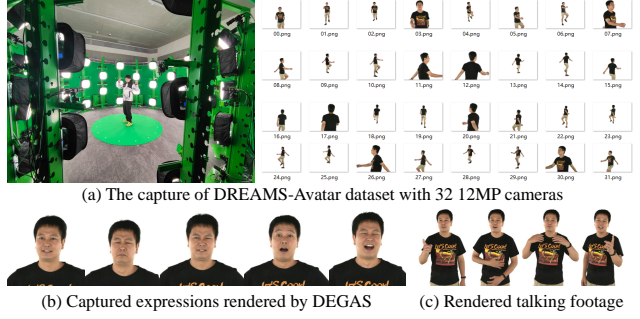 00.png 01.png 02.png 03.png 04.png 05.png 06.png 07.png
08.png 09.png 10.png 11.png 12.png 13.png 14.png 15.png
16.png 17.png 18.png 19.png 20.png 21.png 22.png 23.png
24.png 25.png 26.png 27.png 28.png 29.png 30.png 31.png
(a) The capture of DREAMS-Avatar dataset with 32 12MP cameras
LET'S COOK!
(b) Captured expressions rendered by DEGAS
(c) Rendered talking footage